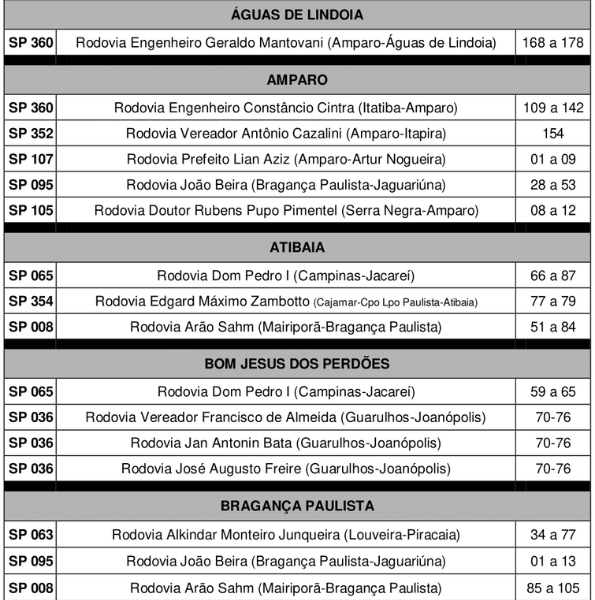 ÁGUAS DE LINDOIA
SP 360 Rodovia Engenheiro Geraldo Mantovani (Amparo-Águas de Lindoia) 168 a 178
AMPARO
SP 360 Rodovia Engenheiro Constâncio Cintra (Itatiba-Amparo) 109 a 142
SP 352 Rodovia Vereador Antônio Cazalini (Amparo-Itapira) 154
SP 107 Rodovia Prefeito Lian Aziz (Amparo-Artur Nogueira) 01 a 09
SP 095 Rodovia João Beira (Bragança Paulista-Jaguariúna) 28 a 53
SP 105 Rodovia Doutor Rubens Pupo Pimentel (Serra Negra-Amparo) 08 a 12
ATIBAIA
SP 065 Rodovia Dom Pedro I (Campinas-Jacareí) 66 a 87
SP 354 Rodovia Edgard Máximo Zambotto (Cajamar-Cpo Lpo Paulista-Atibaia) 77 a 79
SP 008 Rodovia Arão Sahm (Mairiporã-Bragança Paulista) 51 a 84
BOM JESUS DOS PERDÕES
SP 065 Rodovia Dom Pedro I (Campinas-Jacareí) 59 a 65
SP 036 Rodovia Vereador Francisco de Almeida (Guarulhos-Joanópolis) 70-76
SP 036 Rodovia Jan Antonin Bata (Guarulhos-Joanópolis) 70-76
SP 036 Rodovia José Augusto Freire (Guarulhos-Joanópolis) 70-76
BRAGANÇA PAULISTA
SP 063 Rodovia Alkindar Monteiro Junqueira (Louveira-Piracaia) 34 a 77
SP 095 Rodovia João Beira (Bragança Paulista-Jaguariúna) 01 a 13
SP 008 Rodovia Arão Sahm (Mairiporã-Bragança Paulista) 85 a 105